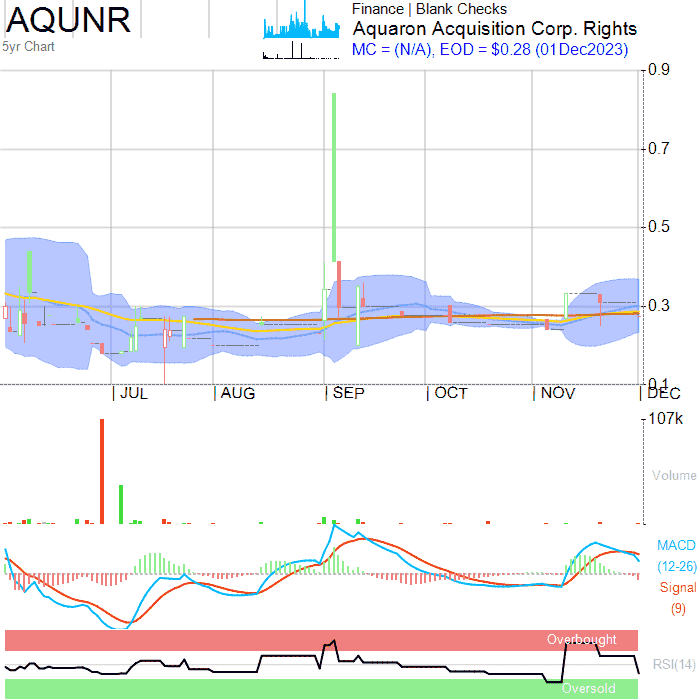 AQUNR
5yr Chart
Finance | Blank Checks
Aquaron Acquisition Corp. Rights
MC = (N/A), EOD = $0.28 (01Dec2023)
0.9
0.7
0.5
0.3
0.1
JUL
AUG
SEP
OCT
NOV
DEC
107k
Volume
MACD
(12-26)
Signal
(9)
Overbought
RSI(14)
Oversold